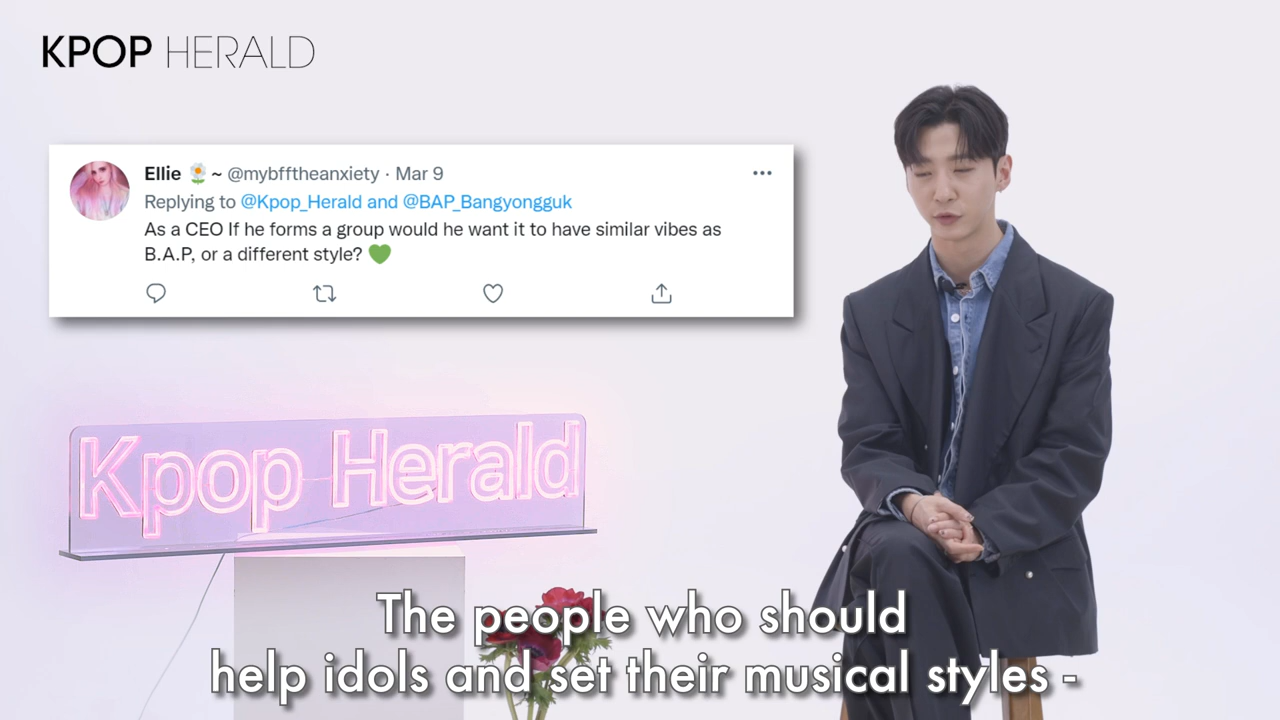 KPOP HERALD
Ellie 🌼 ~ @mybfftheanxiety · Mar 9
Replying to @Kpop_Herald and @BAP_Bangyongguk
As a CEO If he forms a group would he want it to have similar vibes as
B.A.P, or a different style? 💚
Kpop Herald
The people who should
help idols and set their musical styles -